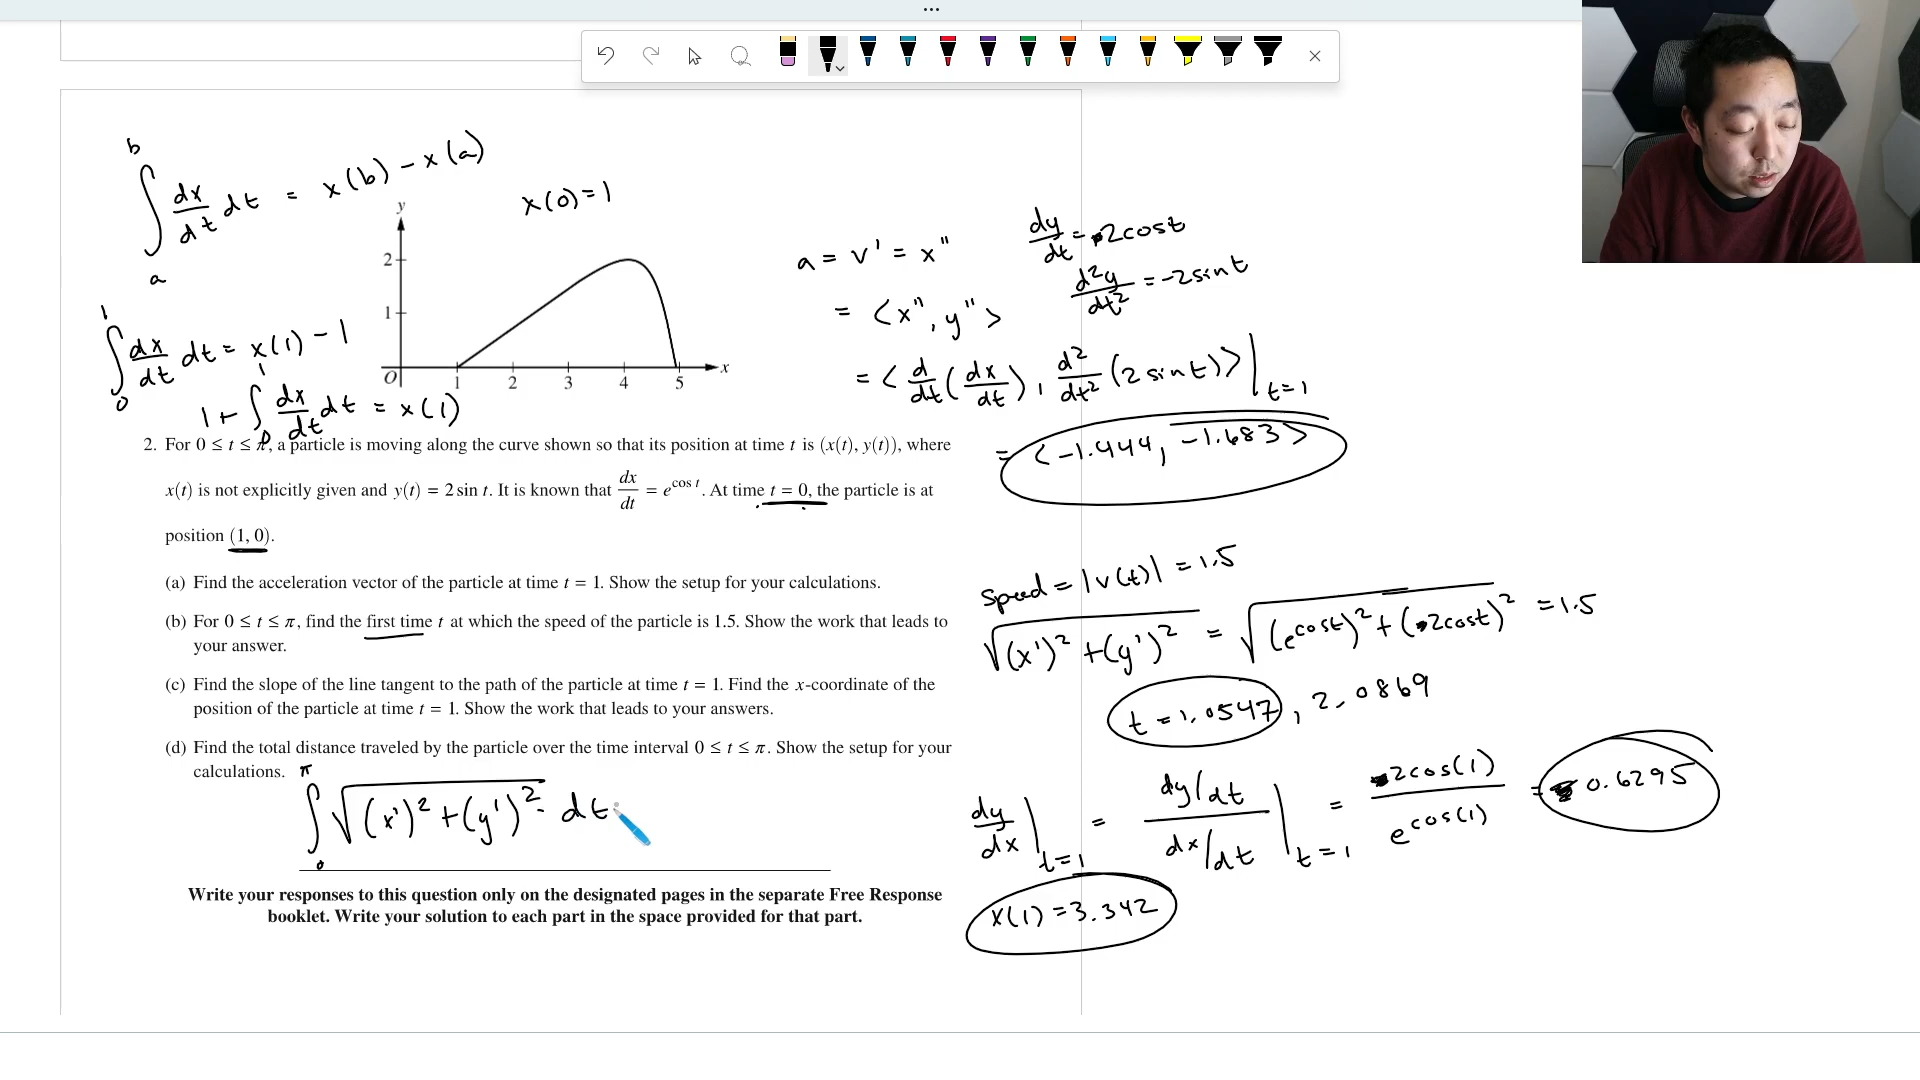 ∫_a^b dx/dt dt = x(b) - x(a)
x(0)=1
∫_0^1 dx/dt dt = x(1) - 1
1 + ∫_0^1 dx/dt dt = x(1)
y
2
1
O 1 2 3 4 5 x
2. For 0 ≤ t ≤ π, a particle is moving along the curve shown so that its position at time t is (x(t), y(t)), where
x(t) is not explicitly given and y(t) = 2 sin t. It is known that dx/dt = e^{cos t}. At time t = 0, the particle is at
position (1, 0).
(a) Find the acceleration vector of the particle at time t = 1. Show the setup for your calculations.
(b) For 0 ≤ t ≤ π, find the first time t at which the speed of the particle is 1.5. Show the work that leads to
your answer.
(c) Find the slope of the line tangent to the path of the particle at time t = 1. Find the x-coordinate of the
position of the particle at time t = 1. Show the work that leads to your answers.
(d) Find the total distance traveled by the particle over the time interval 0 ≤ t ≤ π. Show the setup for your
calculations.
∫_0^π √((x')² + (y')²) dt
Write your responses to this question only on the designated pages in the separate Free Response
booklet. Write your solution to each part in the space provided for that part.
a = v' = x"
= <x", y">
dy/dt = 2cost
d²y/dt² = -2sint
= <d/dt(dx/dt), d²/dt²(2sint)>|t=1
= <-1.444, -1.683>
speed = |v(t)| = 1.5
√((x')² + (y')²) = √((e^{cost})² + (2cost)²) = 1.5
t = 1.0547, 2.0869
dy/dx|t=1 = (dy/dt)/(dx/dt)|t=1 = 2cos(1)/e^{cos(1)} = 0.6295
x(1) = 3.342